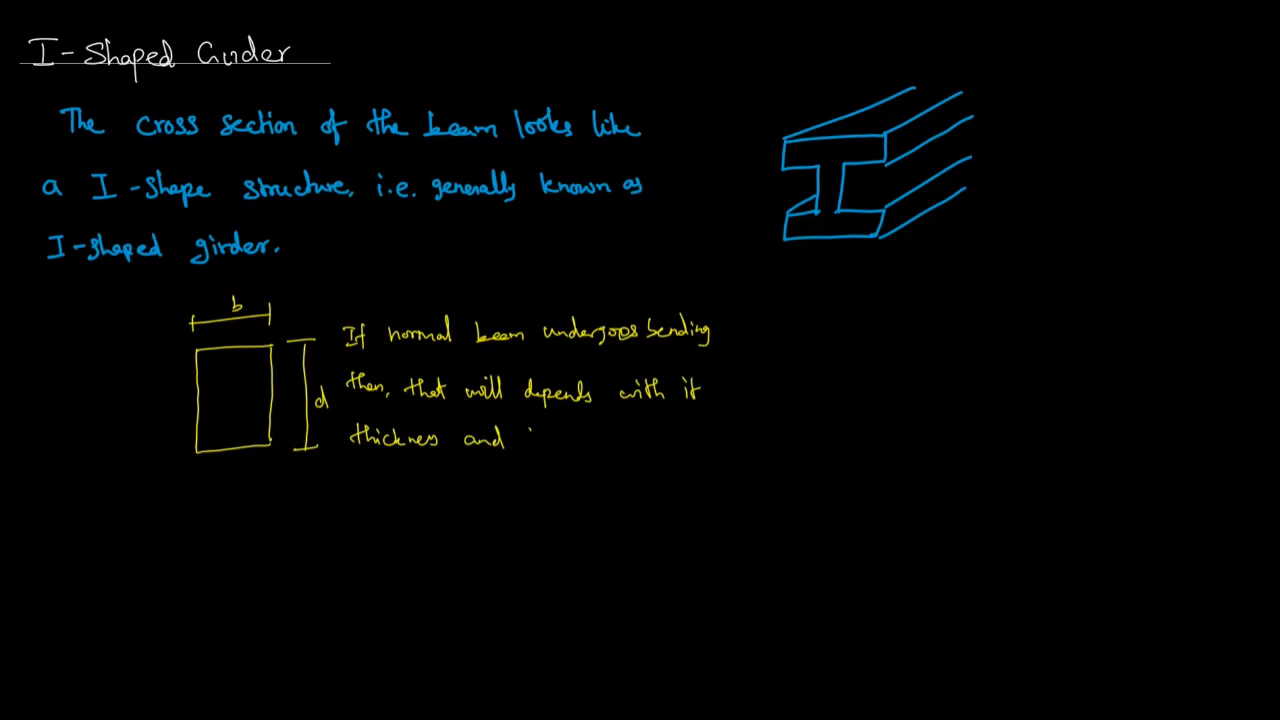 I-Shaped Girder
The cross section of the beam looks like
a I-shape structure, i.e. generally known as
I-shaped girder.
b
If normal beam undergoes bending
then, that will depends with it
d
thickness and